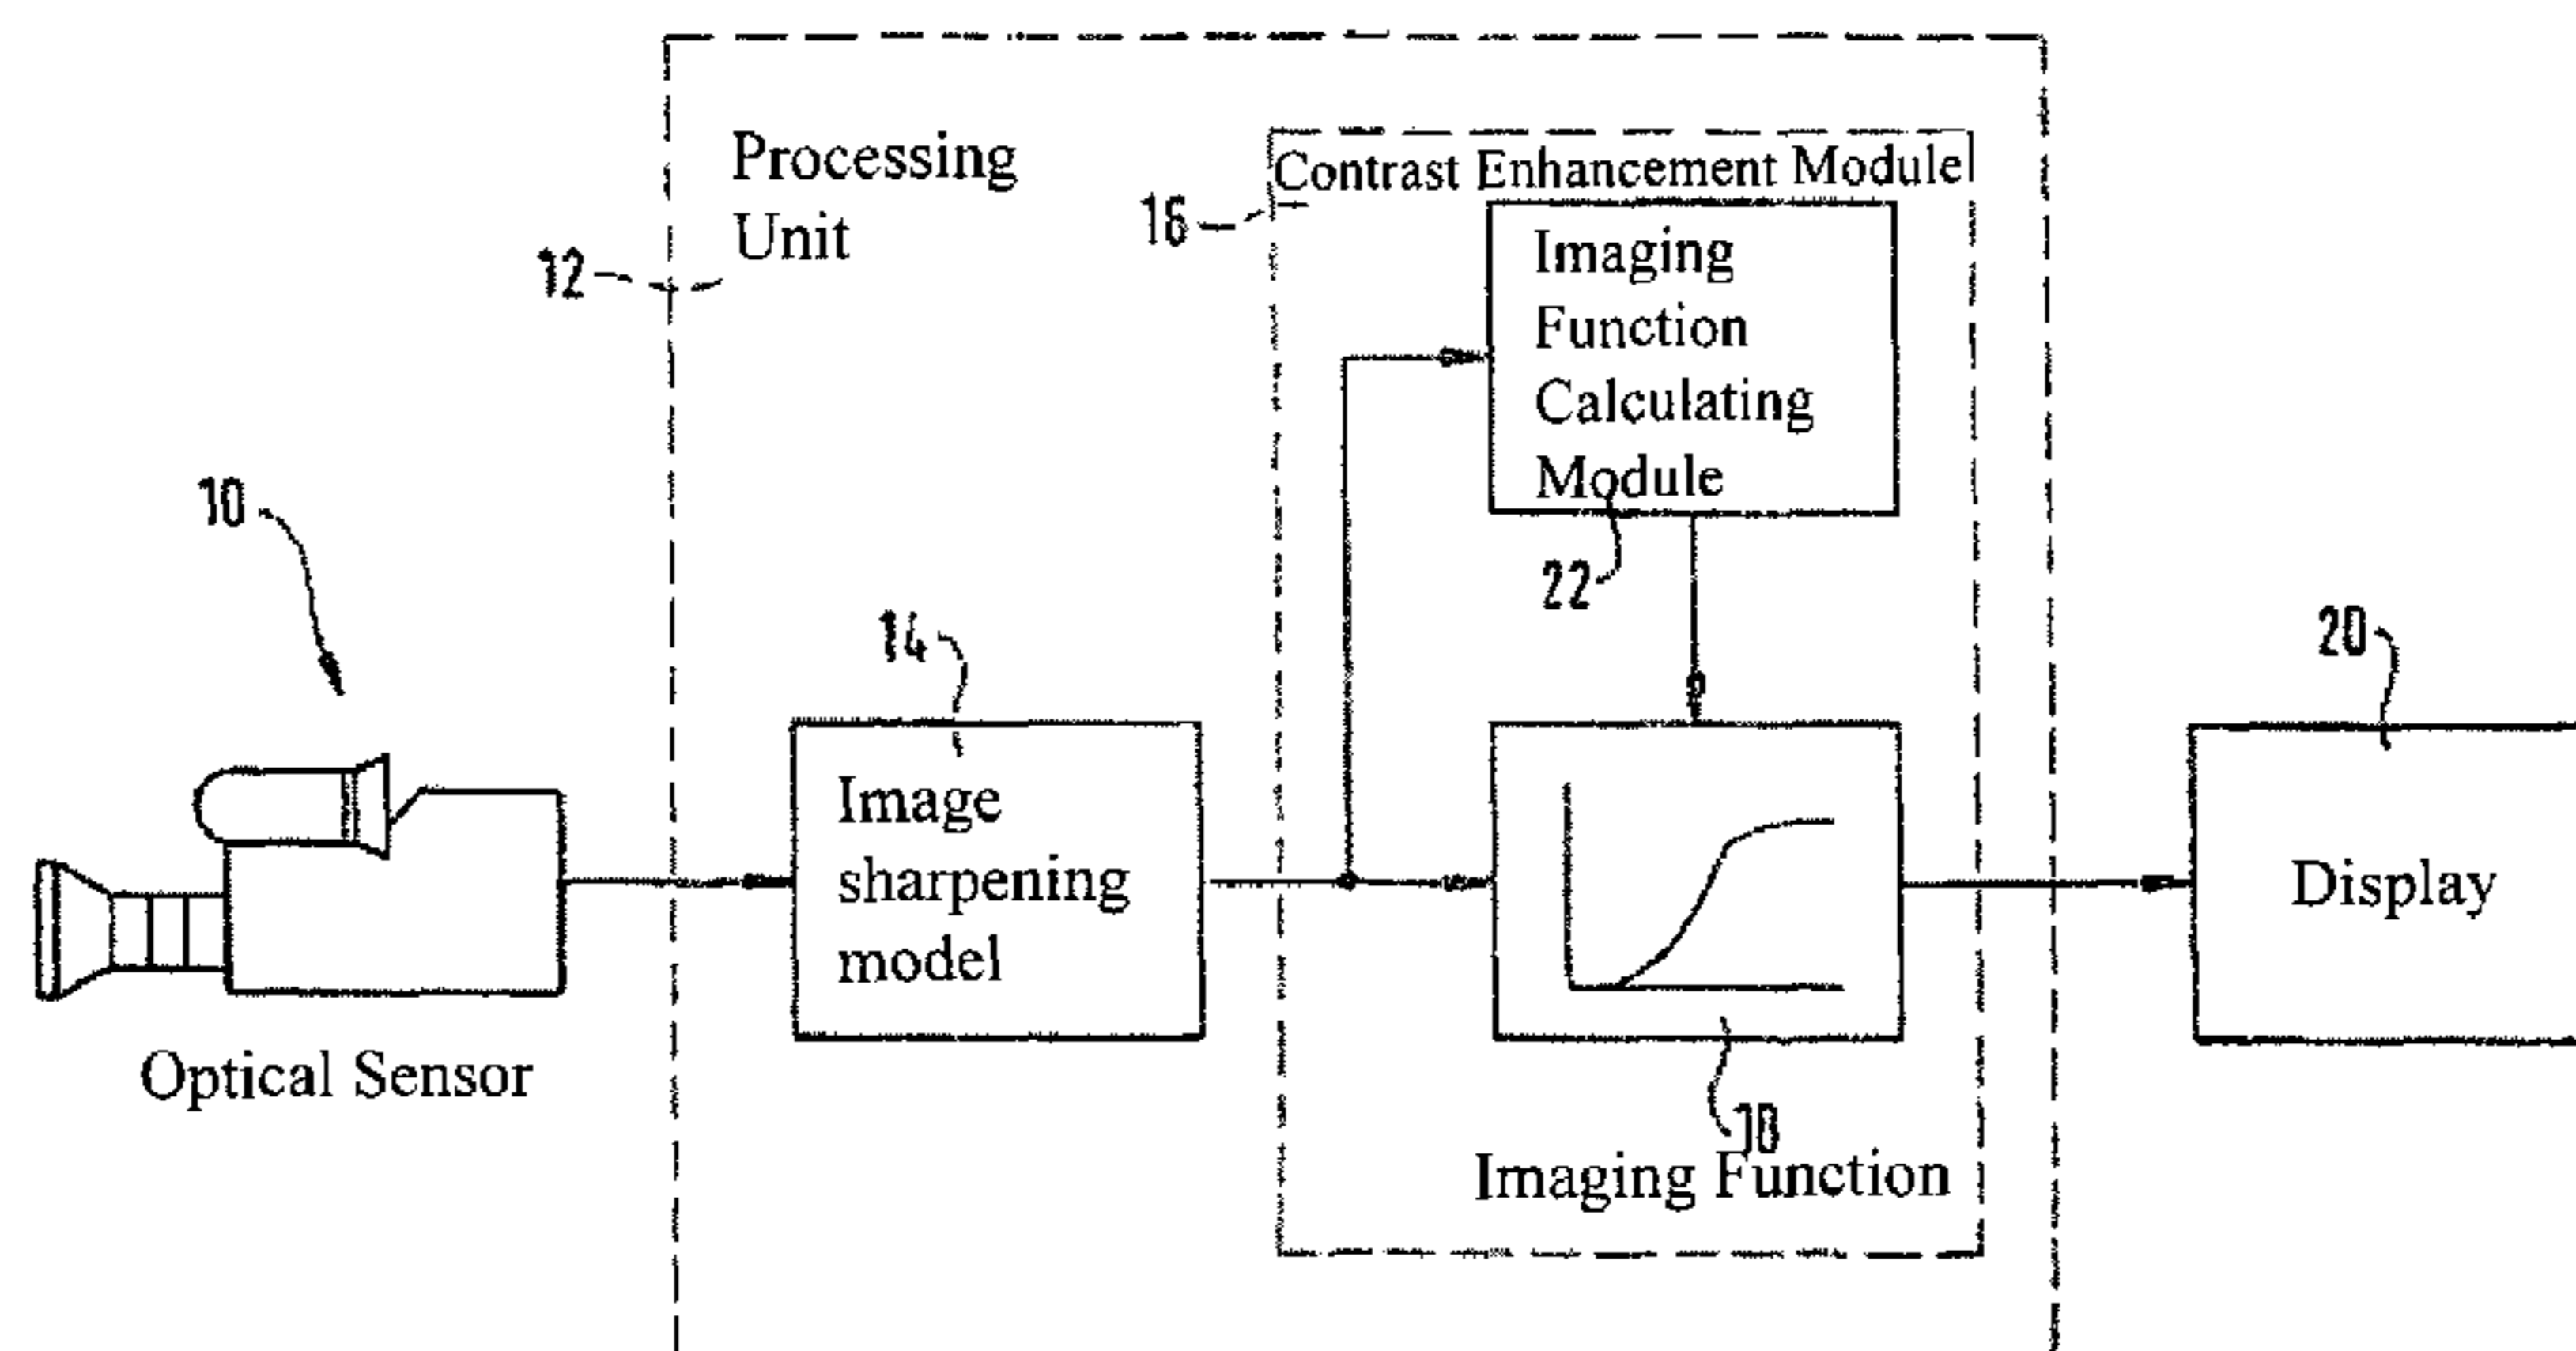 Processing
Unit
12
Contrast Enhancement Module
16
Imaging
Function
Calculating
Module
22
10
Optical Sensor
14
Image
sharpening
model
Imaging Function
20
Display